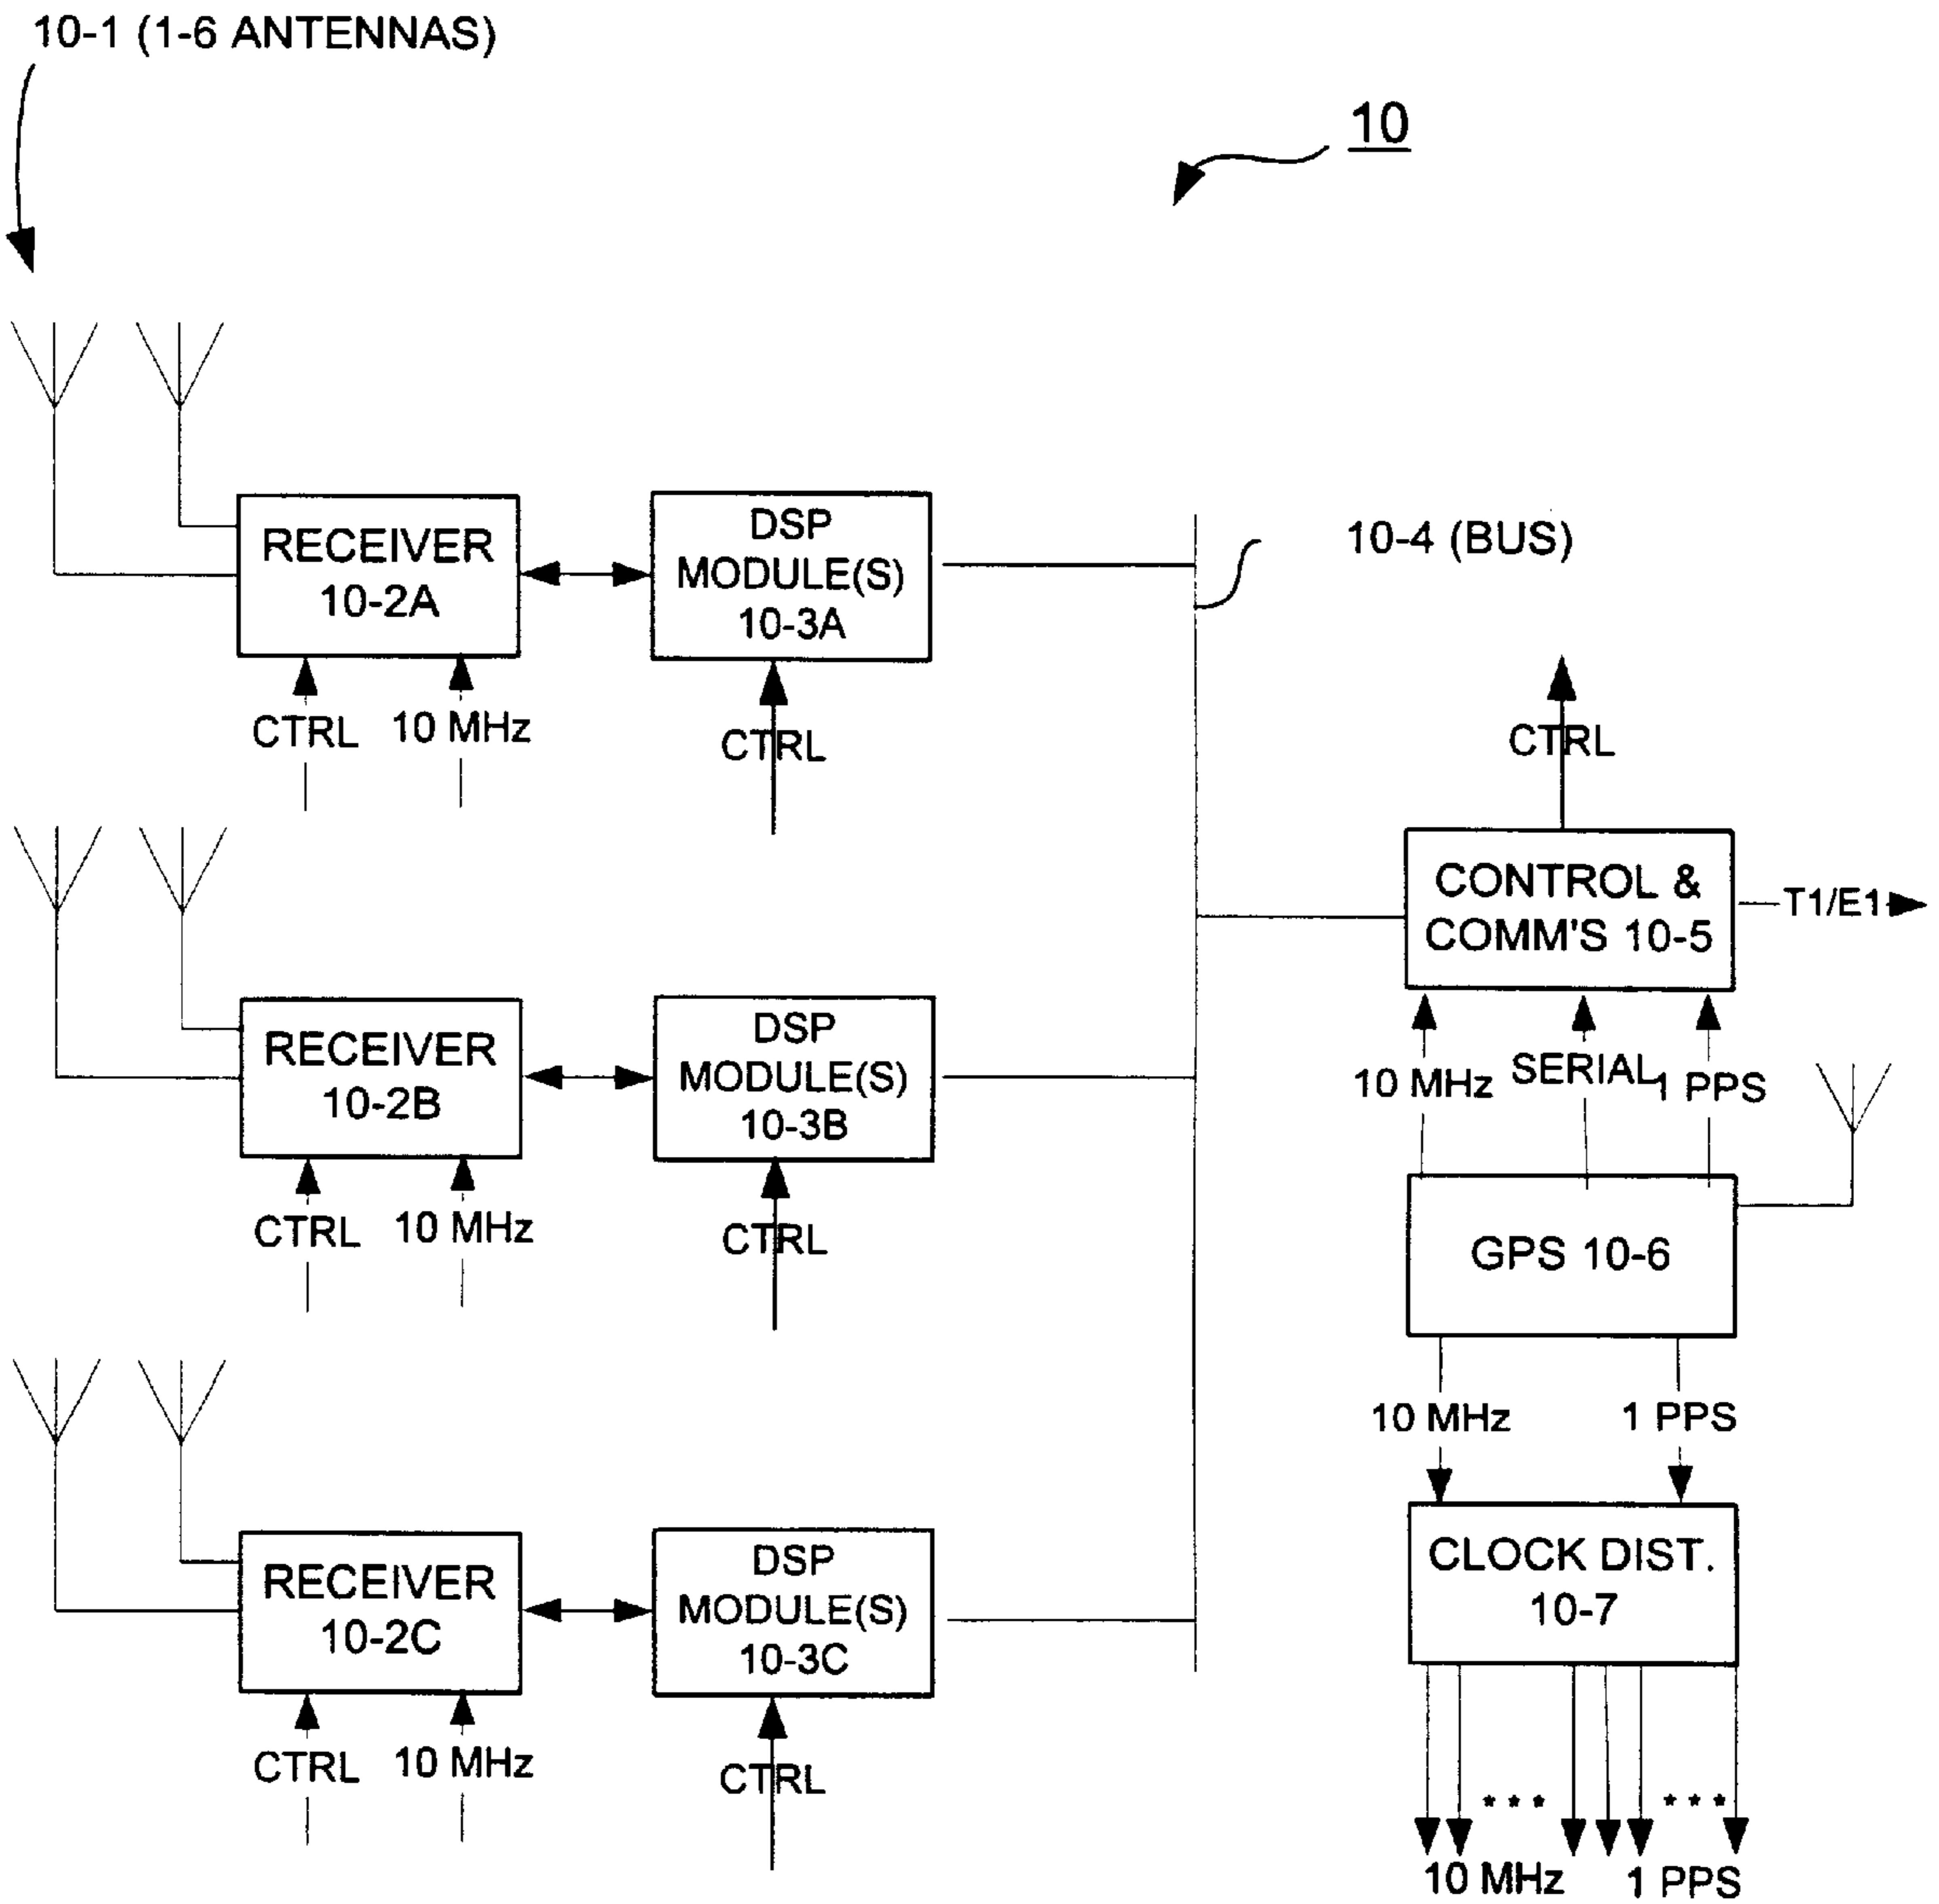 10-1 (1-6 ANTENNAS)
10
RECEIVER
10-2A
DSP
MODULE(S)
10-3A
10-4 (BUS)
CTRL
10 MHz
CTRL
CTRL
CONTROL &
COMM'S 10-5
T1/E1
RECEIVER
10-2B
DSP
MODULE(S)
10-3B
10 MHz
SERIAL
1 PPS
CTRL
10 MHz
CTRL
GPS 10-6
10 MHz
1 PPS
RECEIVER
10-2C
DSP
MODULE(S)
10-3C
CLOCK DIST.
10-7
CTRL
10 MHz
CTRL
***
***
10 MHz
1 PPS